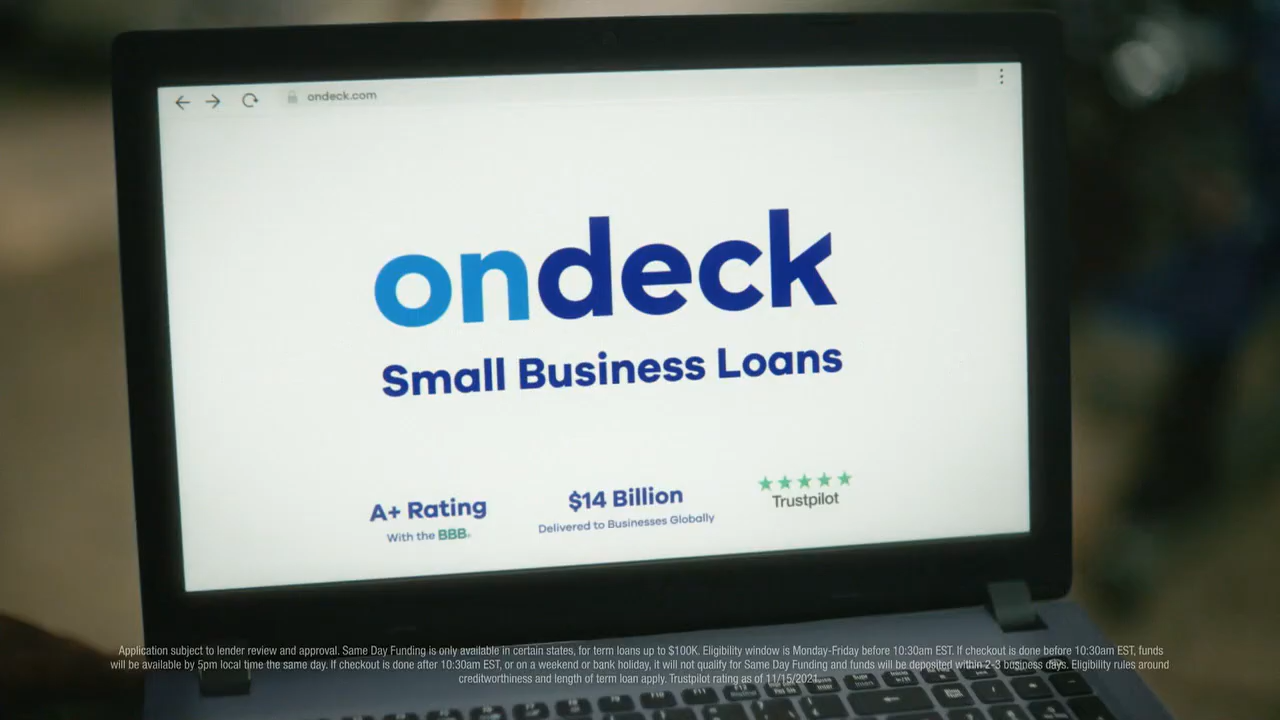 ondeck.com
ondeck
Small Business Loans
A+ Rating
With the BBB
$14 Billion
Delivered to Businesses Globally
Trustpilot
Application subject to lender review and approval. Same Day Funding is only available in certain states, for term loans up to $100K. Eligibility window is Monday-Friday before 10:30am EST. If checkout is done before 10:30am EST, funds
will be available by 5pm local time the same day. If checkout is done after 10:30am EST, or on a weekend or bank holiday, it will not qualify for Same Day Funding and funds will be deposited within 2-3 business days. Eligibility rules around
creditworthiness and length of term loan apply. Trustpilot rating as of 11/15/2021.